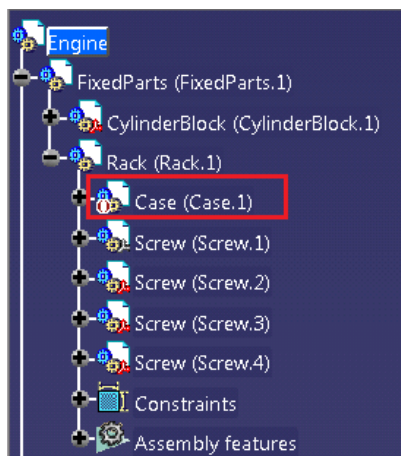 Engine
FixedParts (FixedParts.1)
CylinderBlock (CylinderBlock.1)
Rack (Rack.1)
Case (Case.1)
Screw (Screw.1)
Screw (Screw.2)
Screw (Screw.3)
Screw (Screw.4)
Constraints
Assembly features